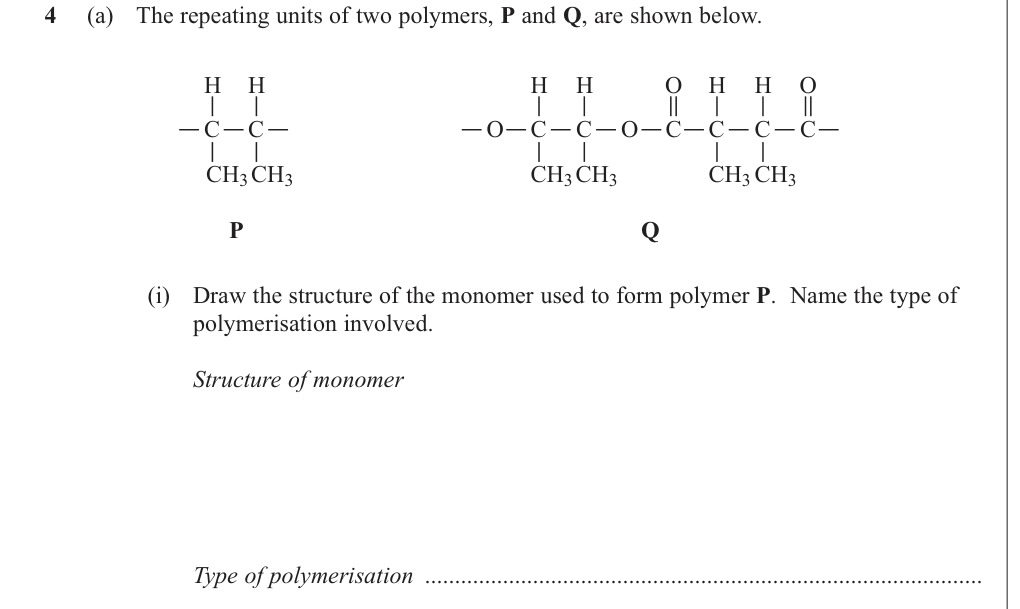 4 (a) The repeating units of two polymers, P and Q, are shown below.
H H H H O H H O
— C — C — — O — C — C — O — C — C — C — C —
CH3 CH3 CH3 CH3 CH3 CH3
P Q
(i) Draw the structure of the monomer used to form polymer P. Name the type of
polymerisation involved.
Structure of monomer
Type of polymerisation ..............................................................................................